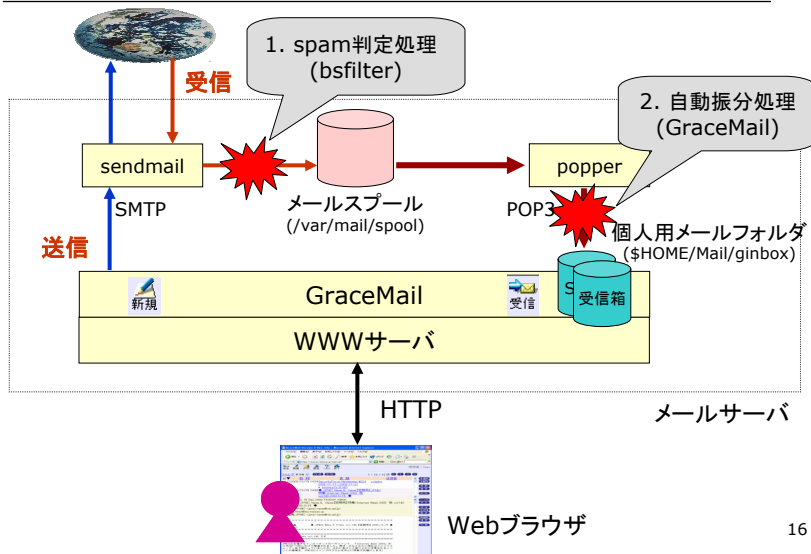 1. spam判定処理
(bsfilter)
受信
2. 自動振分処理
(GraceMail)
sendmail
popper
SMTP
メールスプール
(/var/mail/spool)
POP3
個人用メールフォルダ
($HOME/Mail/ginbox)
送信
新規
GraceMail
受信
S
受信箱
WWWサーバ
HTTP
メールサーバ
Webブラウザ
16